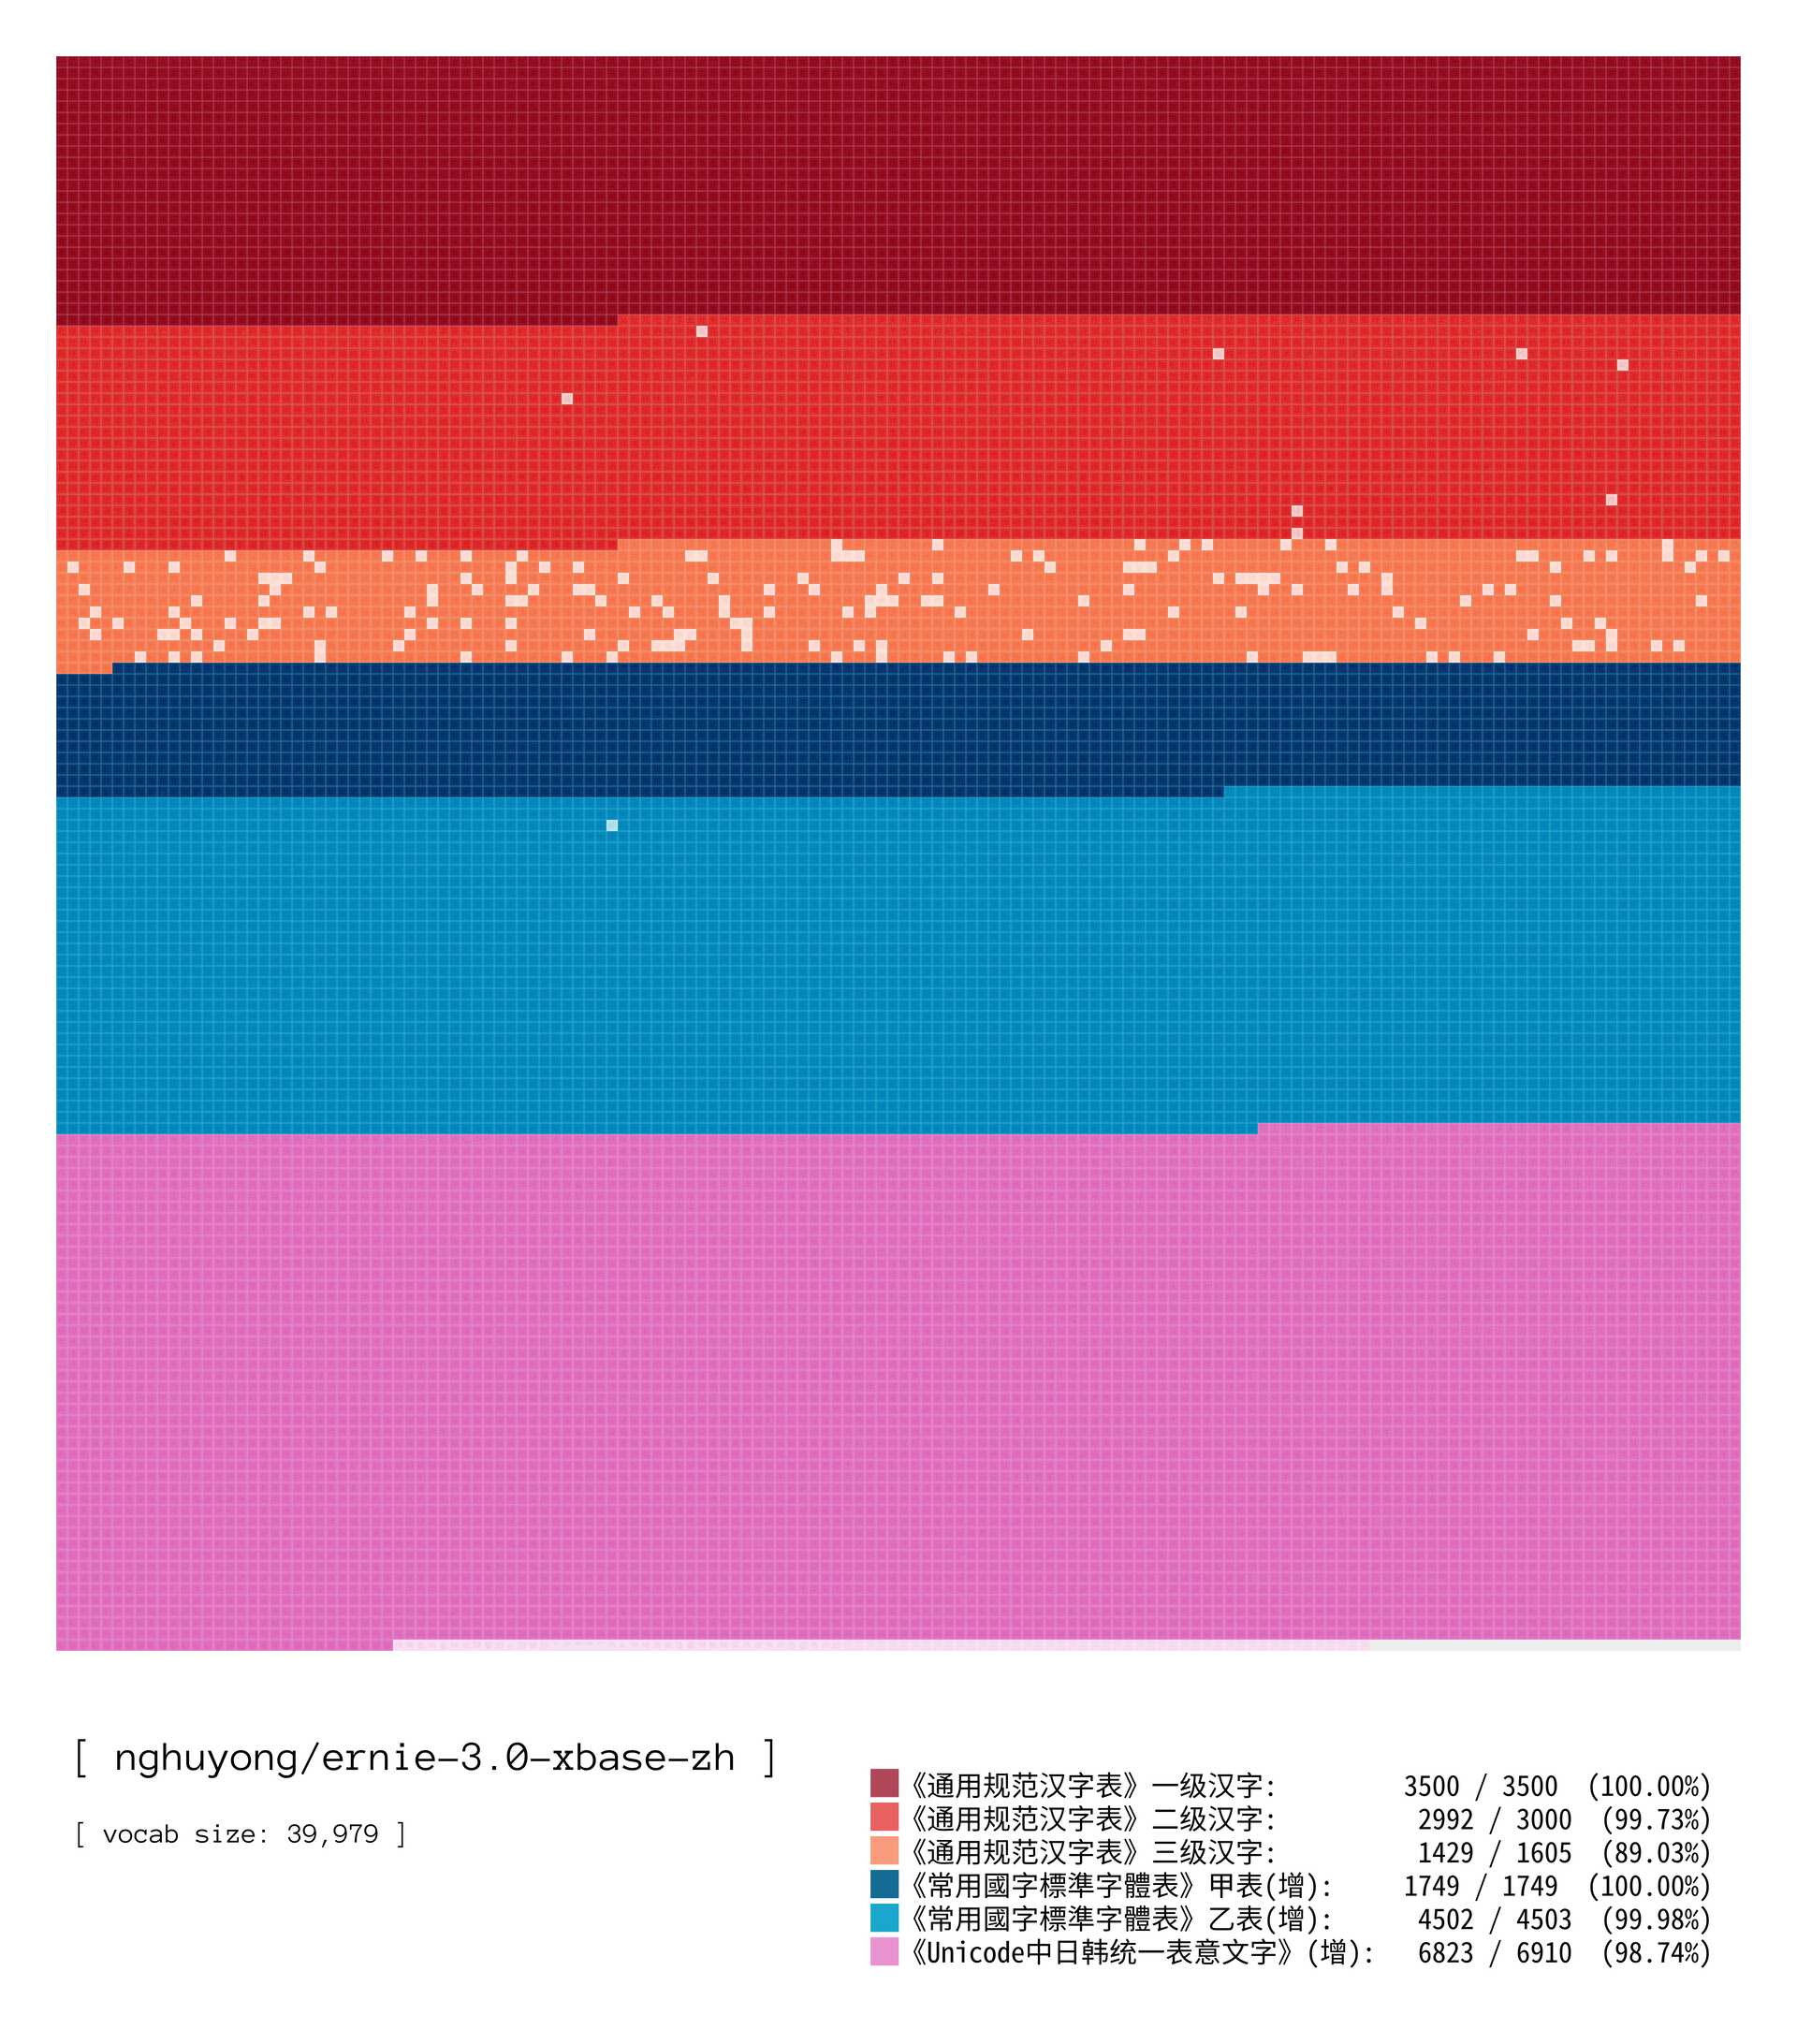 [ nghuyong/ernie-3.0-xbase-zh ]
[ vocab size: 39,979 ]
《通用规范汉字表》一级汉字: 3500 / 3500 (100.00%)
《通用规范汉字表》二级汉字: 2992 / 3000 (99.73%)
《通用规范汉字表》三级汉字: 1429 / 1605 (89.03%)
《常用國字標準字體表》甲表(增): 1749 / 1749 (100.00%)
《常用國字標準字體表》乙表(增): 4502 / 4503 (99.98%)
《Unicode中日韩统一表意文字》(增): 6823 / 6910 (98.74%)